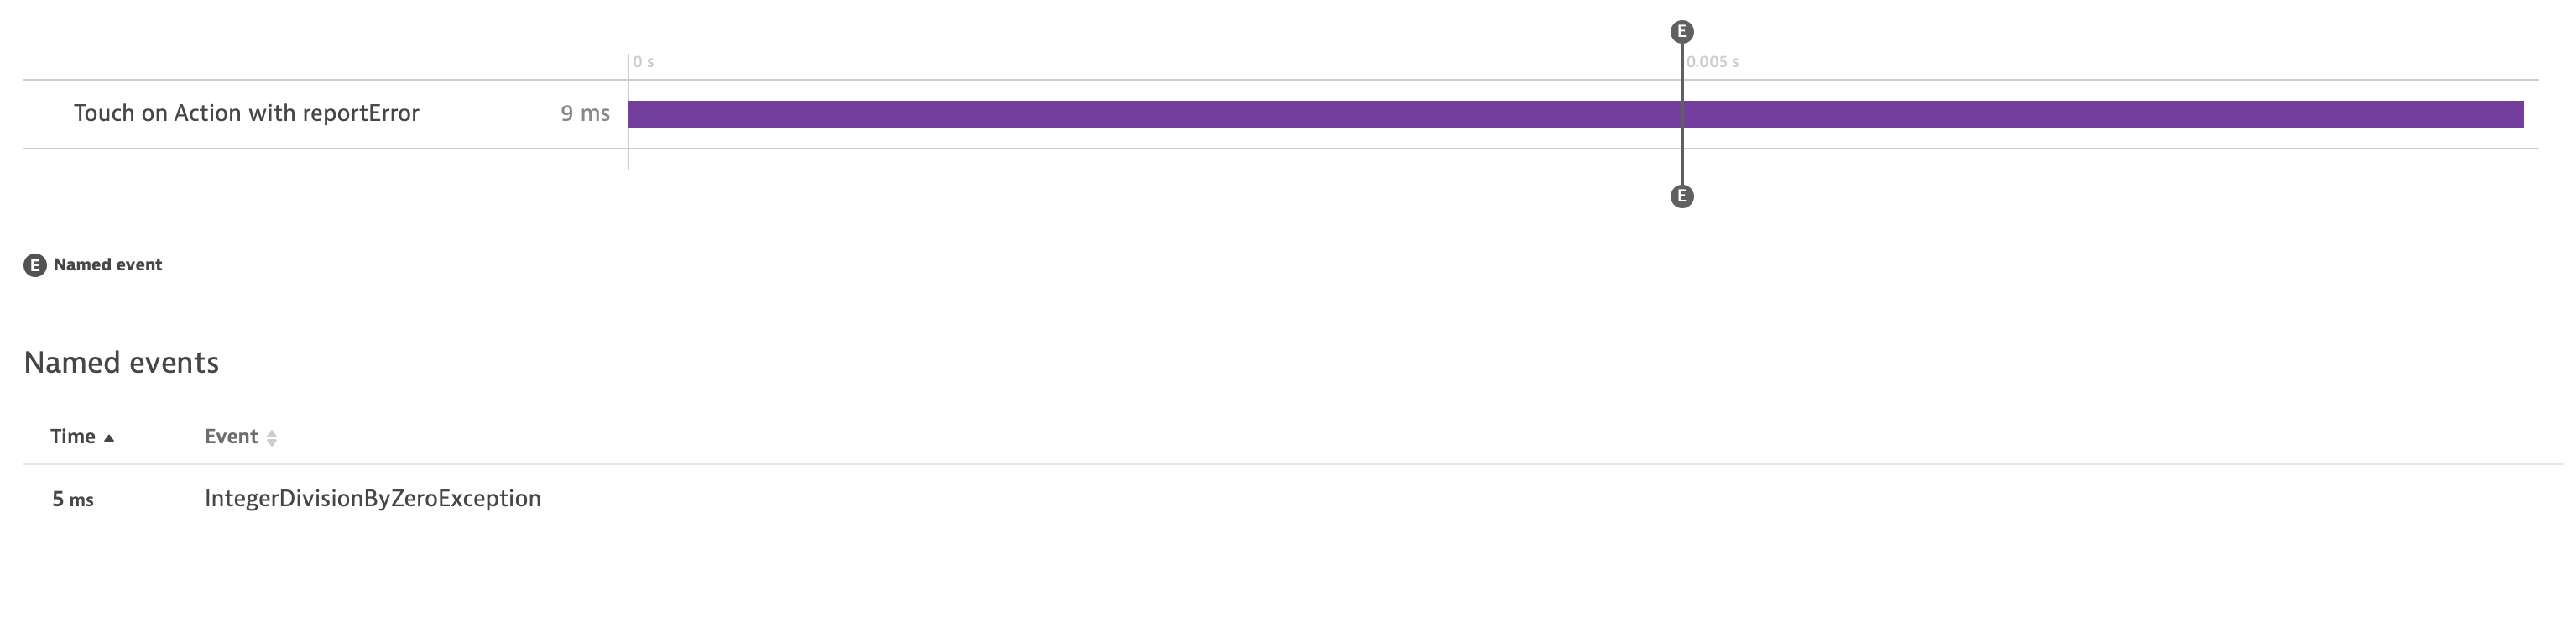 E
0 s
0.005 s
Touch on Action with reportError 9 ms
E
E Named event
Named events
Time Event
5 ms IntegerDivisionByZeroException